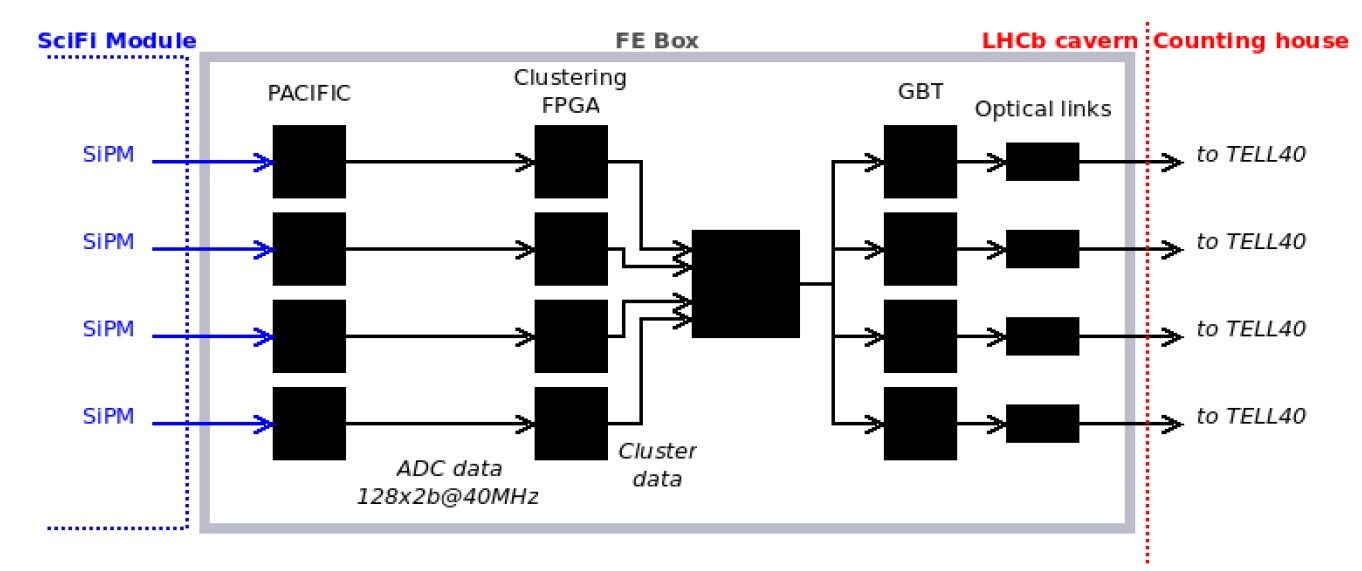 SciFi Module
FE Box
LHCb cavern
Counting house
PACIFIC
Clustering
FPGA
GBT
Optical links
SiPM
to TELL40
SiPM
to TELL40
SiPM
to TELL40
SiPM
to TELL40
ADC data
128x2b@40MHz
Cluster
data